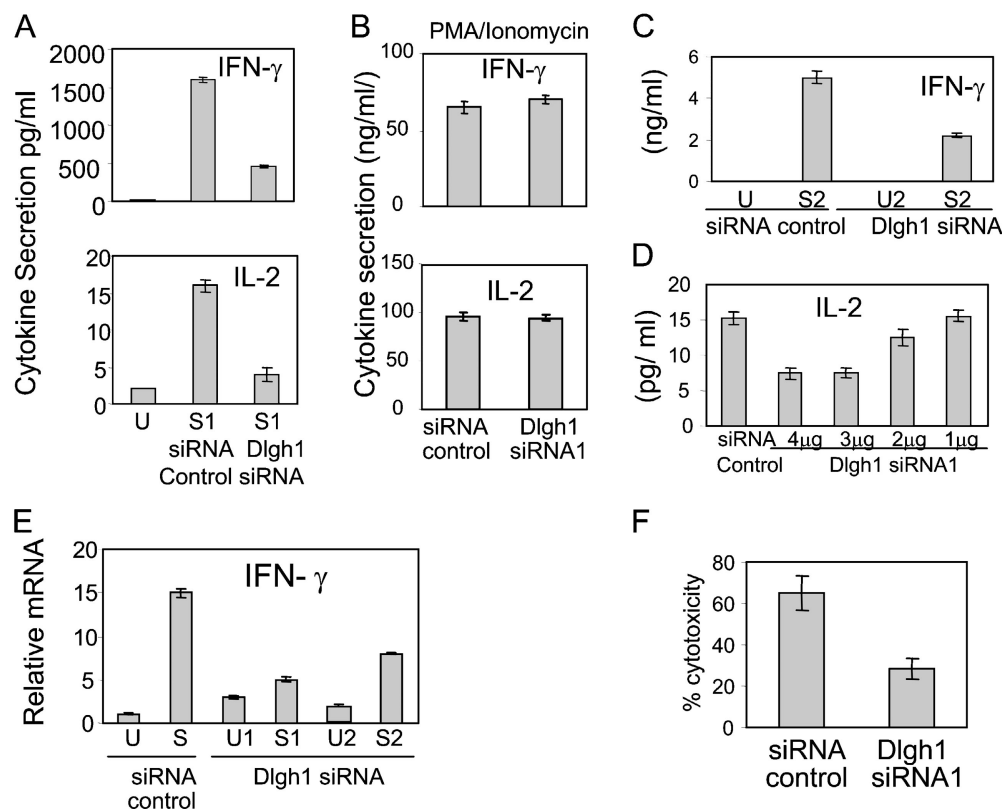 A
Cytokine Secretion pg/ml
2000
1500
1000
500
0
IFN-γ
20
15
10
5
0
IL-2
U S1 S1
siRNA Dlgh1
Control siRNA
B
PMA/Ionomycin
Cytokine secretion (ng/ml/)
100
50
0
IFN-γ
150
100
50
0
IL-2
siRNA Dlgh1
control siRNA1
C
(ng/ml)
6
4
2
0
IFN-γ
U S2 U2 S2
siRNA control Dlgh1 siRNA
D
(pg/ ml)
20
15
10
5
0
IL-2
siRNA 4μg 3μg 2μg 1μg
Control Dlgh1 siRNA1
E
Relative mRNA
20
15
10
5
0
IFN- γ
U S U1 S1 U2 S2
siRNA Dlgh1 siRNA
control
F
% cytotoxicity
80
60
40
20
0
siRNA Dlgh1
control siRNA1